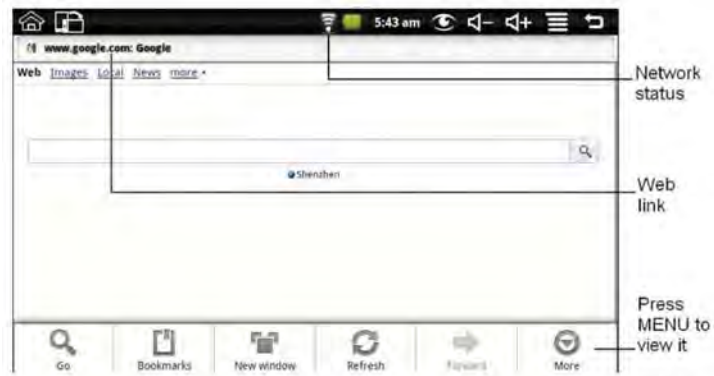 5:43 am
www.google.com: Google
Web Images Local News more
Network
status
Shenzhen
Web
link
Press
MENU to
view it
Go Bookmarks New window Refresh Forward More